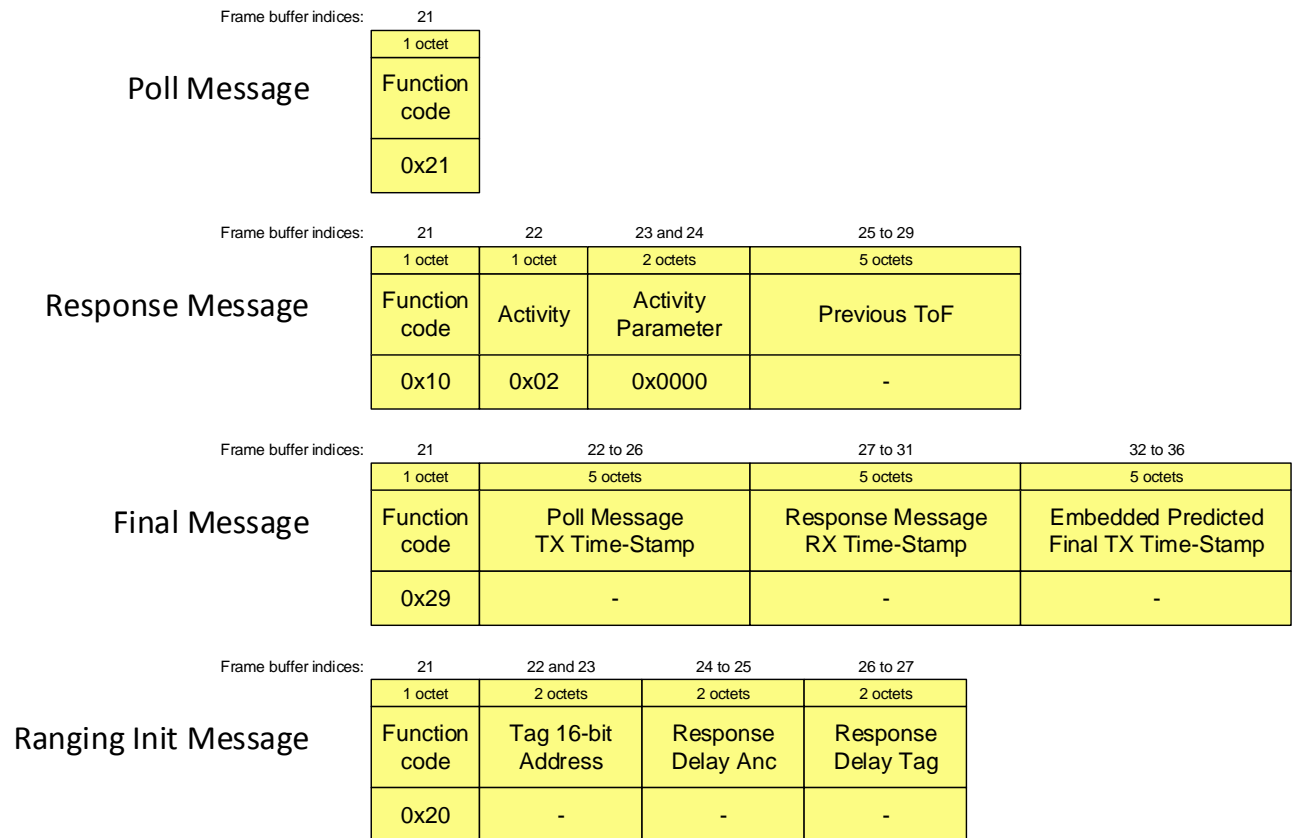 Frame buffer indices: 21
1 octet
Poll Message
Function
code
0x21
Frame buffer indices: 21 22 23 and 24 25 to 29
1 octet 1 octet 2 octets 5 octets
Response Message
Function
code
Activity
Activity
Parameter
Previous ToF
0x10 0x02 0x0000 -
Frame buffer indices: 21 22 to 26 27 to 31 32 to 36
1 octet 5 octets 5 octets 5 octets
Final Message
Function
code
Poll Message
TX Time-Stamp
Response Message
RX Time-Stamp
Embedded Predicted
Final TX Time-Stamp
0x29 - - -
Frame buffer indices: 21 22 and 23 24 to 25 26 to 27
1 octet 2 octets 2 octets 2 octets
Ranging Init Message
Function
code
Tag 16-bit
Address
Response
Delay Anc
Response
Delay Tag
0x20 - - -